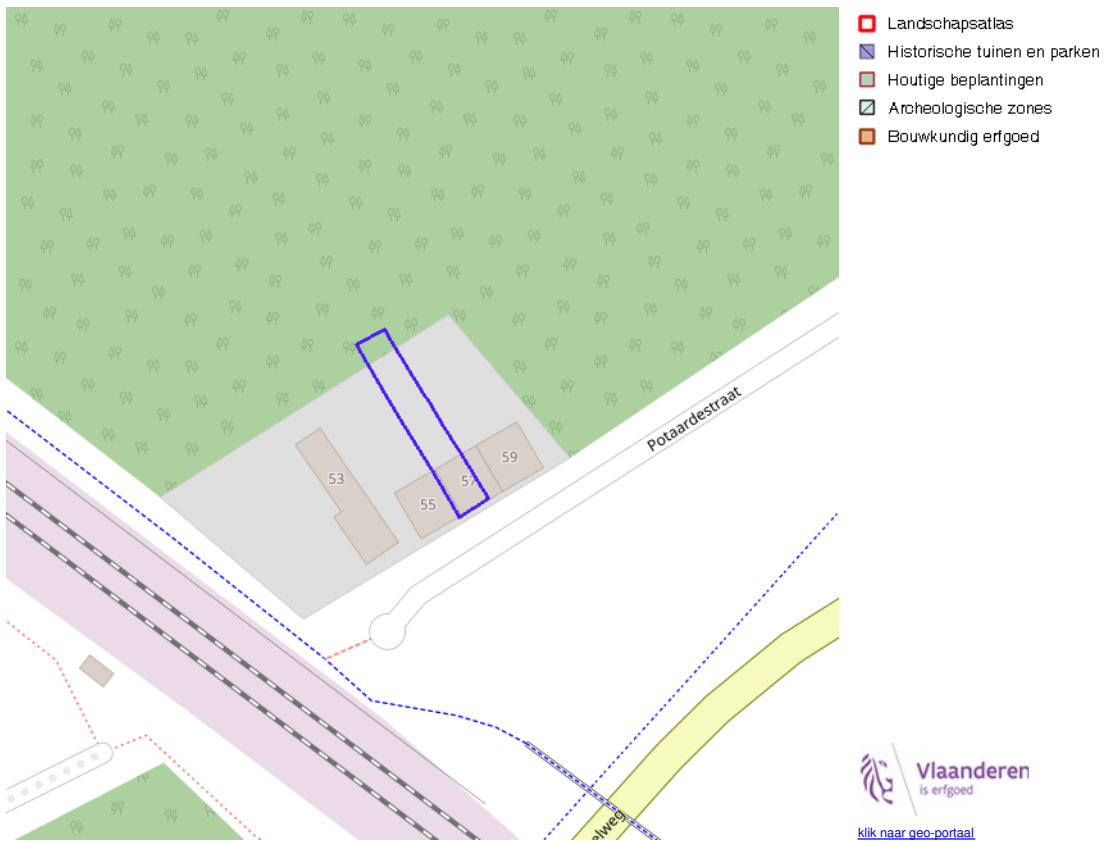 Landschapsatlas
Historische tuinen en parken
Houtige beplantingen
Archeologische zones
Bouwkundig erfgoed
Potaardestraat
59
53
57
55
elweg
Vlaanderen
is erfgoed
klik naar geo-portaal